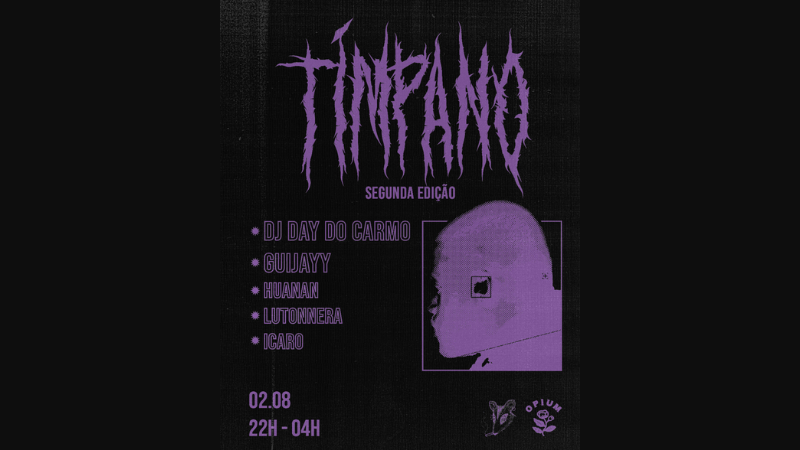 TÍMPANO
SEGUNDA EDIÇÃO
DJ DAY DO CARMO
GUIJAYY
HUANAN
LUTONNERA
ICARO
02.08
22H - 04H
OPIUM